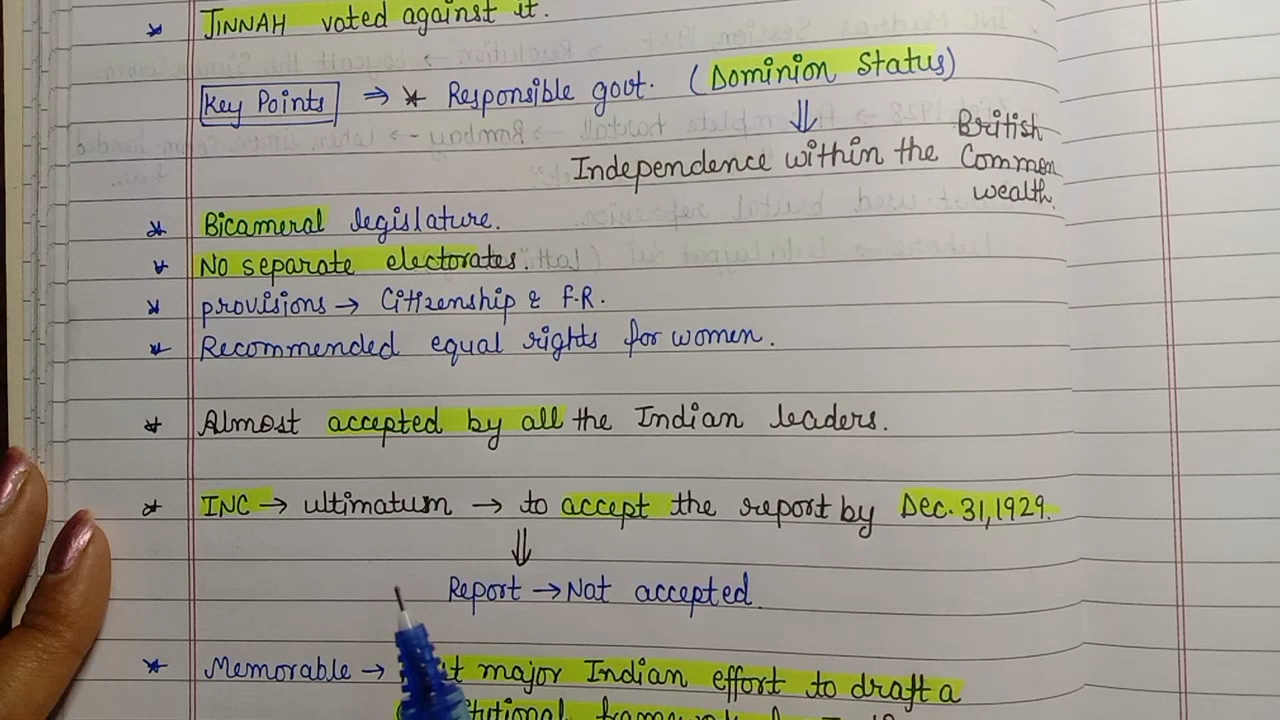 * JINNAH voted against it.
Key Points ⇒ * Responsible govt. (Dominion Status)
⇓
Independence within the British Common wealth.
* Bicameral legislature.
* No separate electorates.
* provisions → Citizenship & F.R.
* Recommended equal rights for women.
* Almost accepted by all the Indian leaders.
* INC → ultimatum → to accept the report by Dec. 31, 1929.
⇓
Report → Not accepted.
* Memorable → major Indian effort to draft a